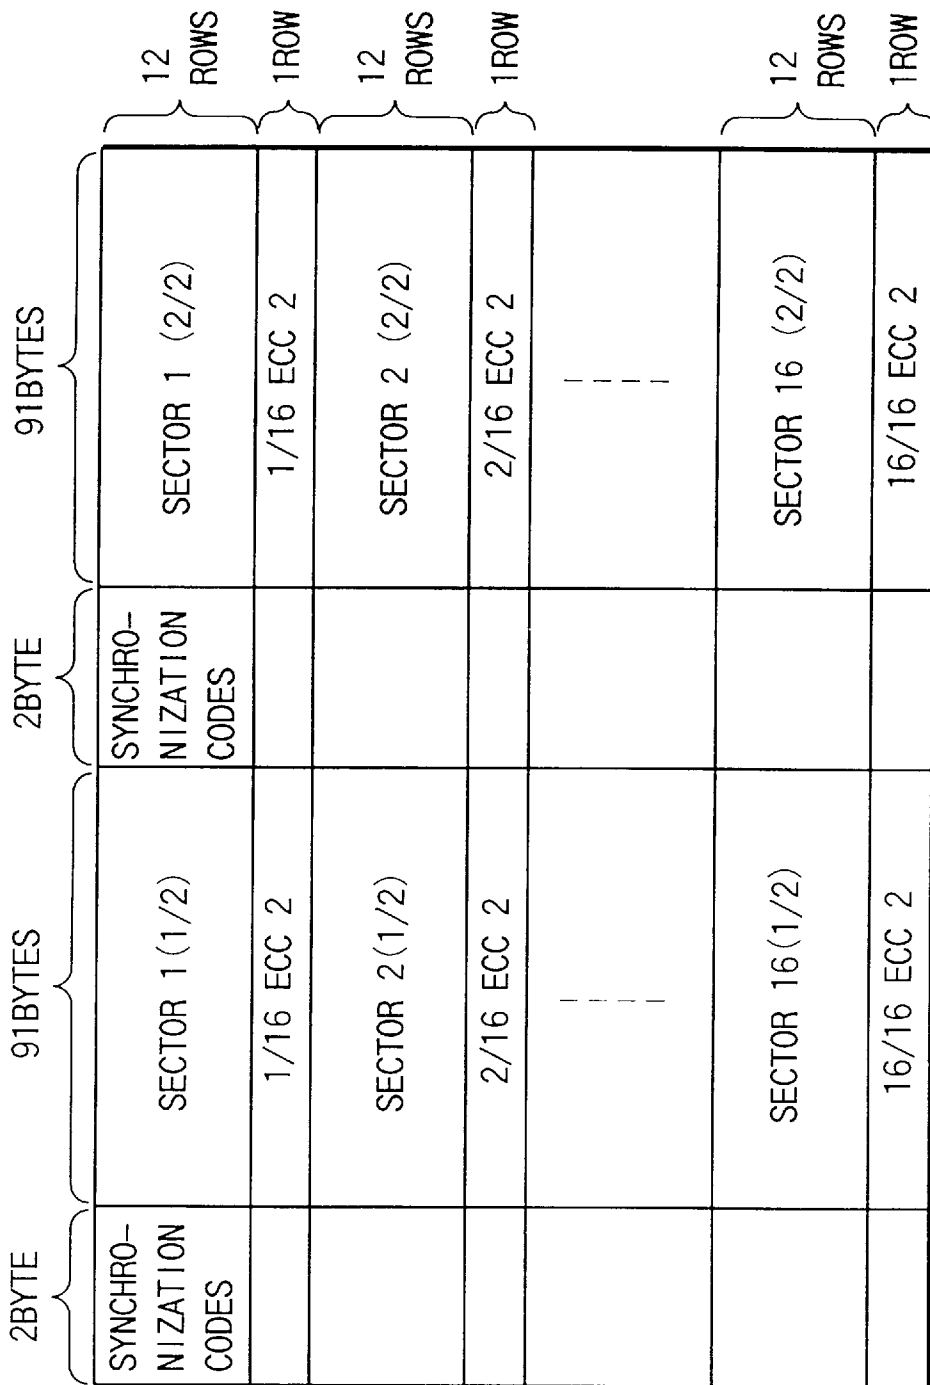 2BYTE
91BYTES
2BYTE
91BYTES
SYNCHRO-
NIZATION
CODES
SECTOR 1(1/2)
SYNCHRO-
NIZATION
CODES
SECTOR 1 (2/2)
12
ROWS
1/16 ECC 2
1/16 ECC 2
1ROW
SECTOR 2(1/2)
SECTOR 2 (2/2)
12
ROWS
2/16 ECC 2
2/16 ECC 2
1ROW
SECTOR 16(1/2)
SECTOR 16 (2/2)
12
ROWS
16/16 ECC 2
16/16 ECC 2
1ROW